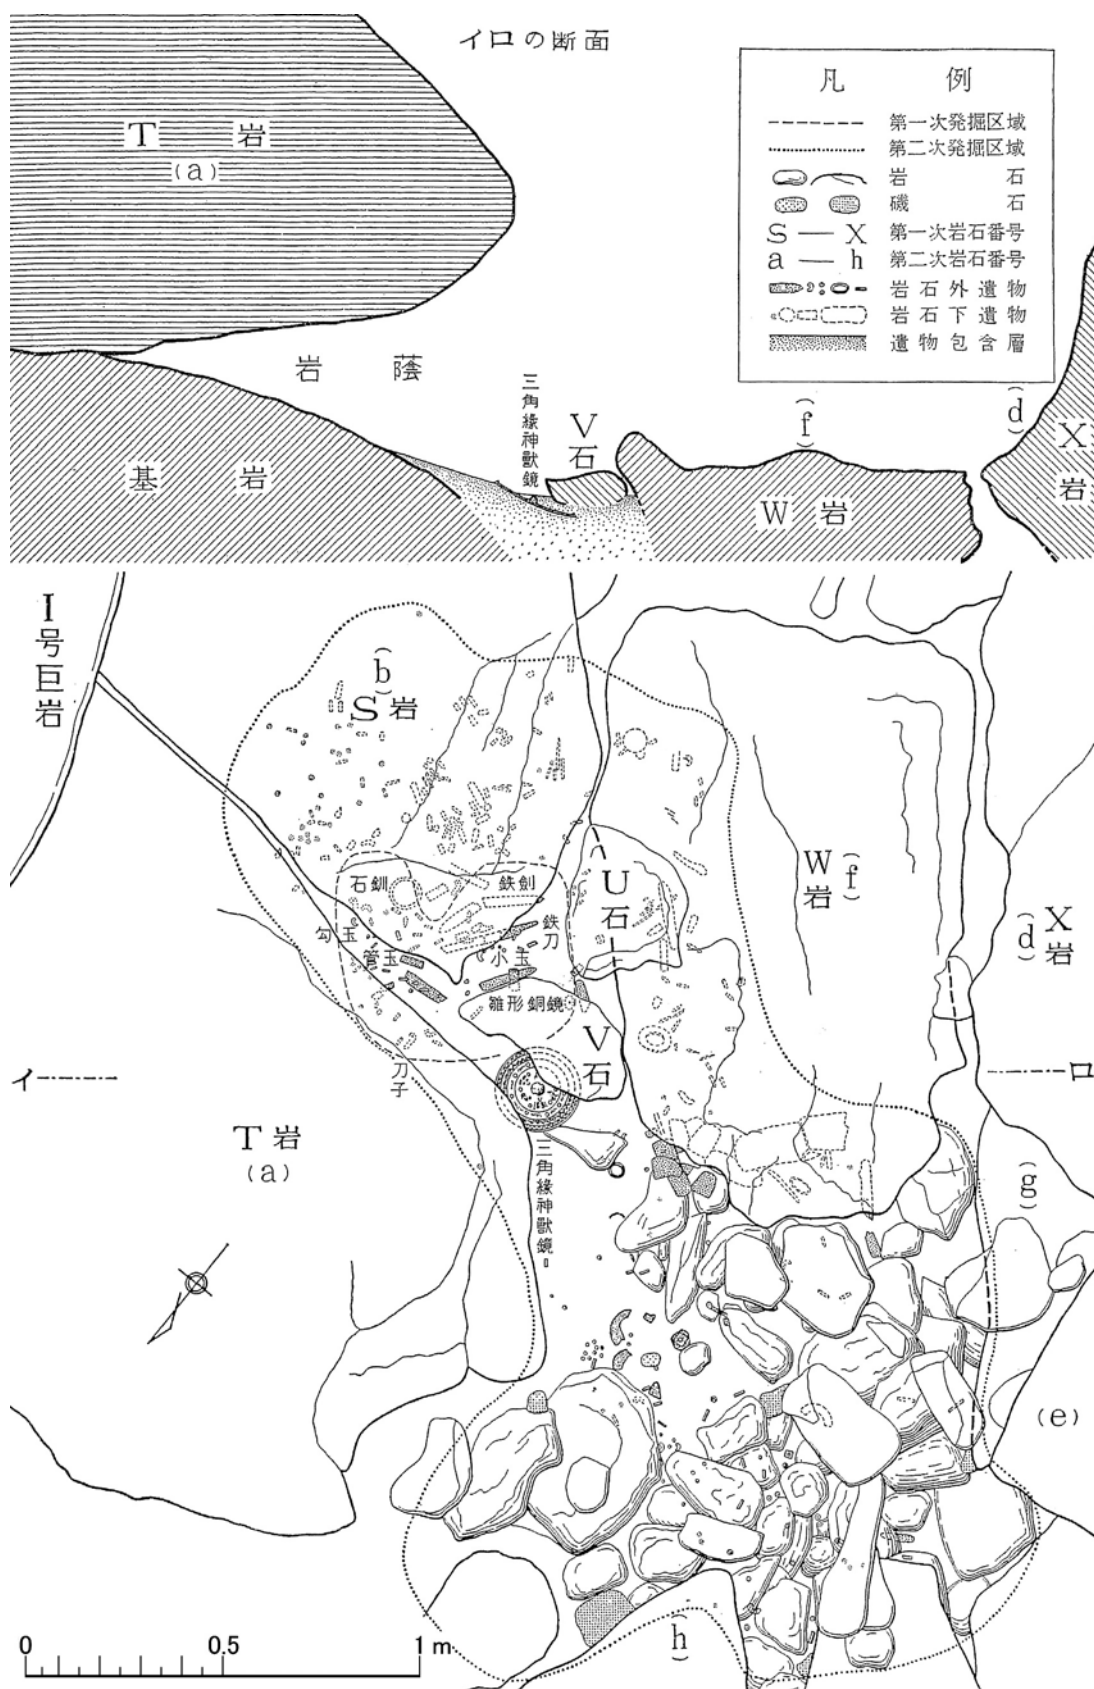 イロの断面
凡例
第一次発掘区域
第二次発掘区域
岩石
礫石
S — X 第一次岩石番号
a — h 第二次岩石番号
岩石外遺物
岩石下遺物
遺物包含層
T岩
(a)
岩蔭
三角縁神獣鏡
V石
(f)
(d)
X岩
基岩
W岩
I号巨岩
(b)
S岩
石釧
鉄劍
U石
W岩
(f)
X岩
(d)
勾玉
鉄刀
管玉
小玉
雛形銅鏡
V石
イ
ロ
刀子
T岩
(a)
三角縁神獣鏡
(g)
(e)
(h)
0 0.5 1 m